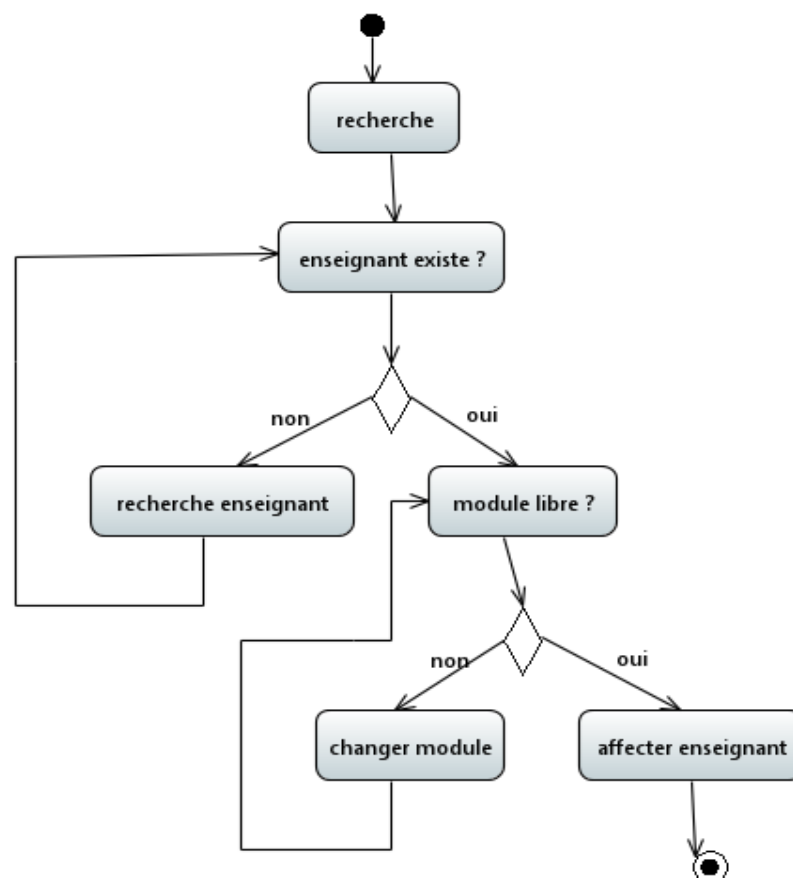 recherche
enseignant existe ?
non
oui
recherche enseignant
module libre ?
non
oui
changer module
affecter enseignant